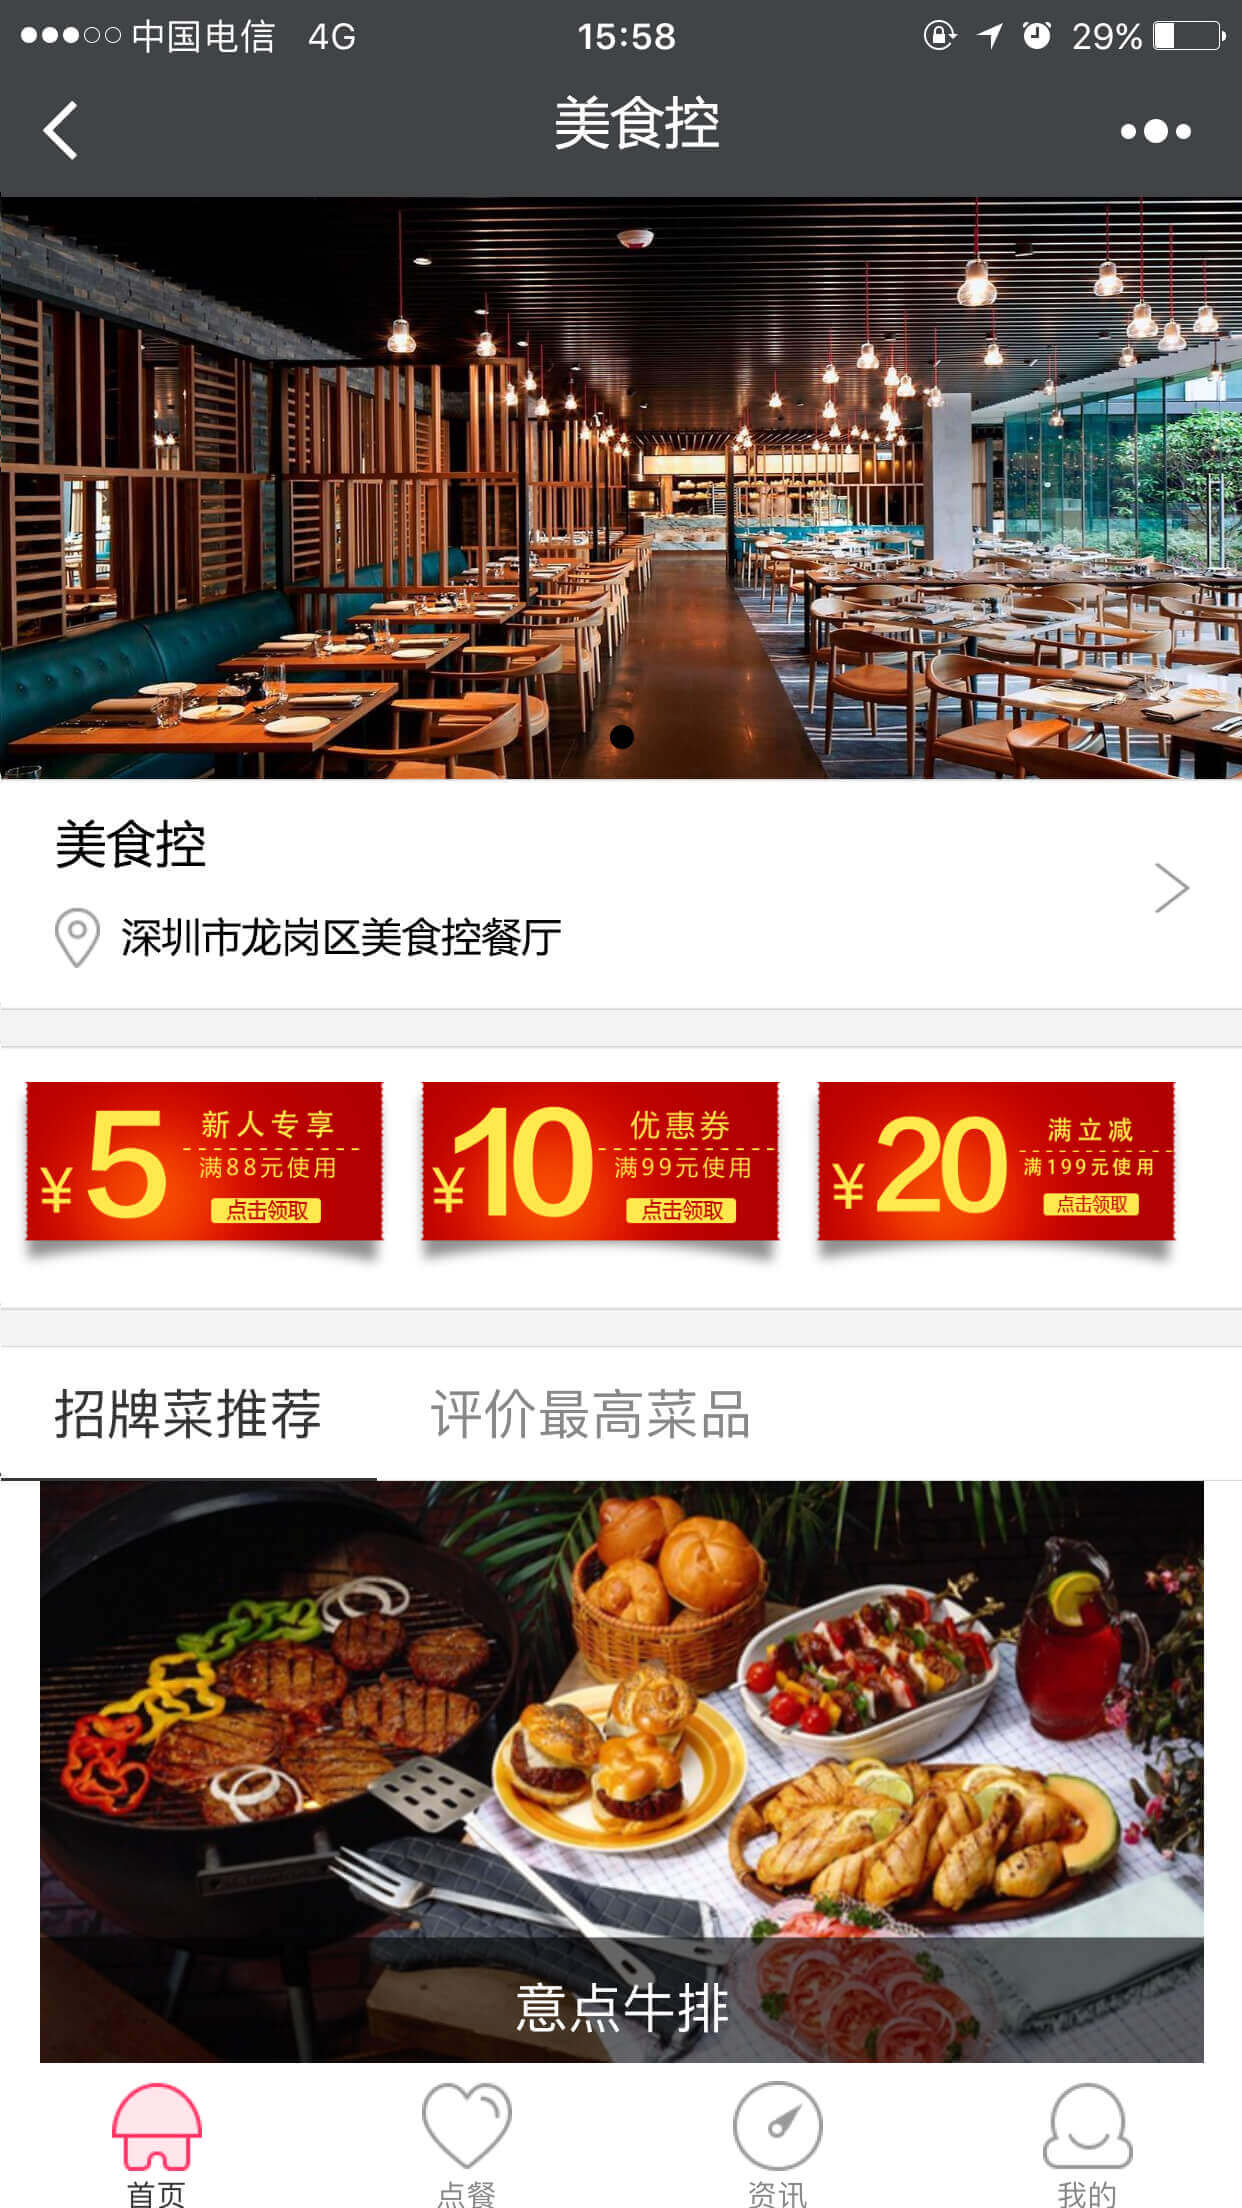 中国电信 4G 15:58 29%
美食控
美食控
深圳市龙岗区美食控餐厅
¥5
新人专享
满88元使用
点击领取
¥10
优惠券
满99元使用
点击领取
¥20
满立减
满199元使用
点击领取
招牌菜推荐 评价最高菜品
意点牛排
首页 点餐 资讯 我的